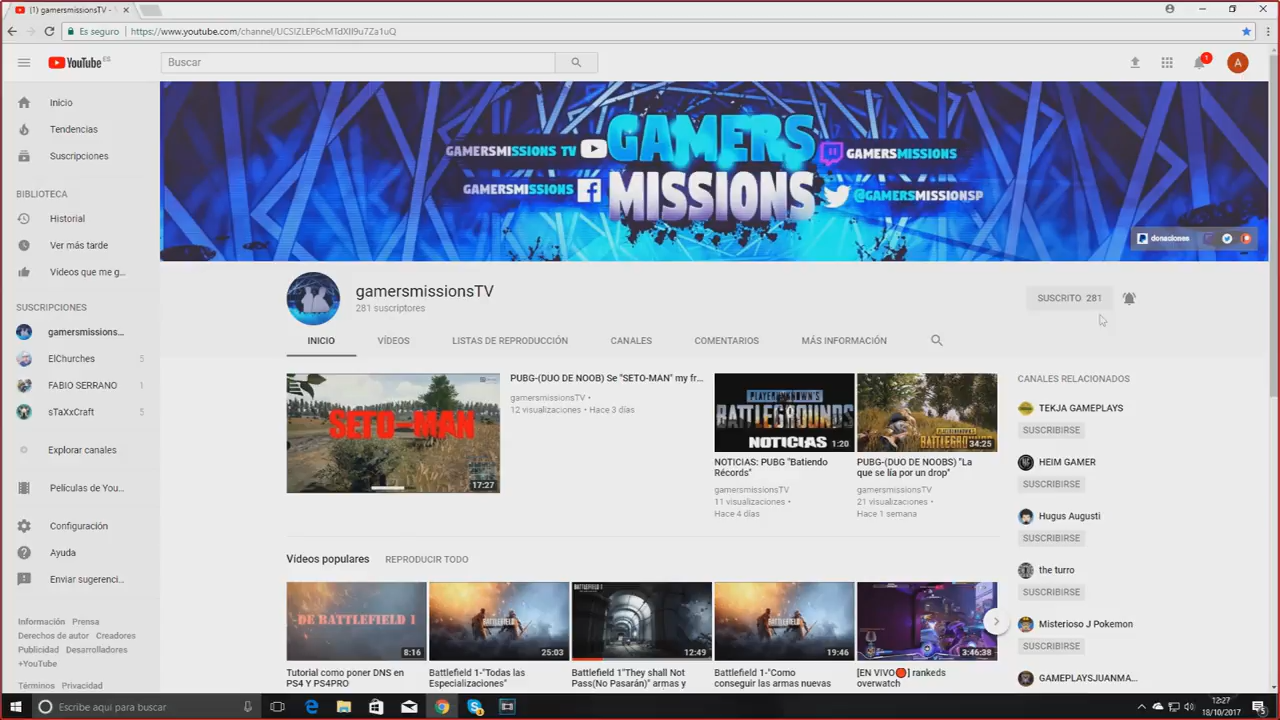 (1) gamersmissionsTV -
Es seguro
YouTube ES
Buscar
1
A
Inicio
Tendencias
Suscripciones
BIBLIOTECA
Historial
Ver más tarde
Vídeos que me g...
SUSCRIPCIONES
gamersmissions...
ElChurches 5
FABIO SERRANO 1
sTaXxCraft 5
Explorar canales
Películas de You...
Configuración
Ayuda
Enviar sugerenci...
Información Prensa
Derechos de autor Creadores
Publicidad Desarrolladores
+YouTube
Términos Privacidad
GAMERSMISSIONS TV
GAMERSMISSIONS
GAMERS
MISSIONS
GAMERSMISSIONS
@GAMERSMISSIONSP
donaciones
gamersmissionsTV
281 suscriptores
SUSCRITO 281
INICIO VÍDEOS LISTAS DE REPRODUCCIÓN CANALES COMENTARIOS MÁS INFORMACIÓN
SETO-MAN
17:27
PUBG-(DUO DE NOOB) Se "SETO-MAN" my fr...
gamersmissionsTV •
12 visualizaciones • Hace 3 días
PLAYERUNKNOWN'S
BATTLEGROUNDS
NOTICIAS
1:20
NOTICIAS: PUBG "Batiendo
Récords"
gamersmissionsTV
11 visualizaciones •
Hace 4 días
BATTLEGROUNDS
34:25
PUBG-(DUO DE NOOBS) "La
que se lía por un drop"
gamersmissionsTV
21 visualizaciones •
Hace 1 semana
CANALES RELACIONADOS
TEKJA GAMEPLAYS
SUSCRIBIRSE
HEIM GAMER
SUSCRIBIRSE
Hugus Augusti
SUSCRIBIRSE
the turro
SUSCRIBIRSE
Misterioso J Pokemon
SUSCRIBIRSE
GAMEPLAYSJUANMA...
Vídeos populares REPRODUCIR TODO
DE BATTLEFIELD 1
8:16
Tutorial como poner DNS en
PS4 Y PS4PRO
BATTLEFIELD
25:03
Battlefield 1-"Todas las
Especializaciones"
12:49
Battlefield 1"They shall Not
Pass(No Pasarán)" armas y
BATTLEFIELD
19:46
Battlefield 1-"Como
conseguir las armas nuevas
3:46:38
[EN VIVO🔴] rankeds
overwatch
Escribe aquí para buscar
12:27
18/10/2017
5